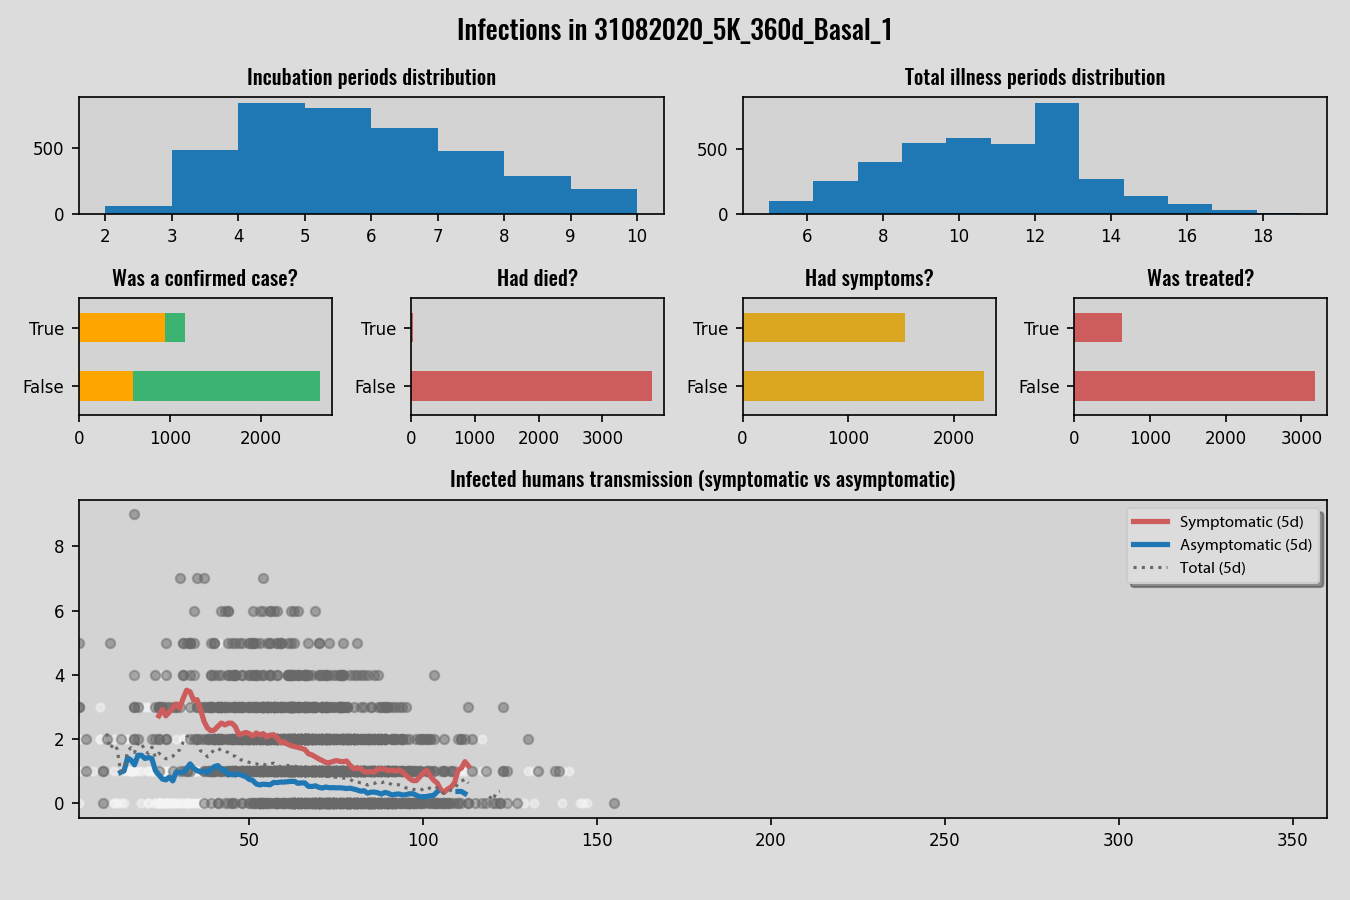 Infections in 31082020_5K_360d_Basal_1
Incubation periods distribution
500
0
2 3 4 5 6 7 8 9 10
Total illness periods distribution
500
0
6 8 10 12 14 16 18
Was a confirmed case?
True
False
0 1000 2000
Had died?
True
False
0 1000 2000 3000
Had symptoms?
True
False
0 1000 2000
Was treated?
True
False
0 1000 2000 3000
Infected humans transmission (symptomatic vs asymptomatic)
Symptomatic (5d)
Asymptomatic (5d)
Total (5d)
8
6
4
2
0
50 100 150 200 250 300 350